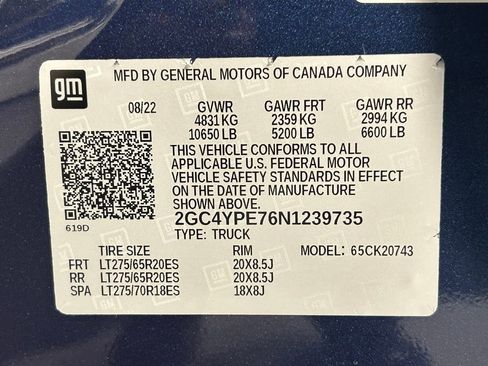 gm
MFD BY GENERAL MOTORS OF CANADA COMPANY
08/22 GVWR GAWR FRT GAWR RR
4831 KG 2359 KG 2994 KG
10650 LB 5200 LB 6600 LB
THIS VEHICLE CONFORMS TO ALL
APPLICABLE U.S. FEDERAL MOTOR
VEHICLE SAFETY STANDARDS IN EFFECT
ON THE DATE OF MANUFACTURE
SHOWN ABOVE.
619D
2GC4YPE76N1239735
TYPE: TRUCK
TIRE SIZE RIM MODEL: 65CK20743
FRT LT275/65R20ES 20X8.5J
RR LT275/65R20ES 20X8.5J
SPA LT275/70R18ES 18X8J